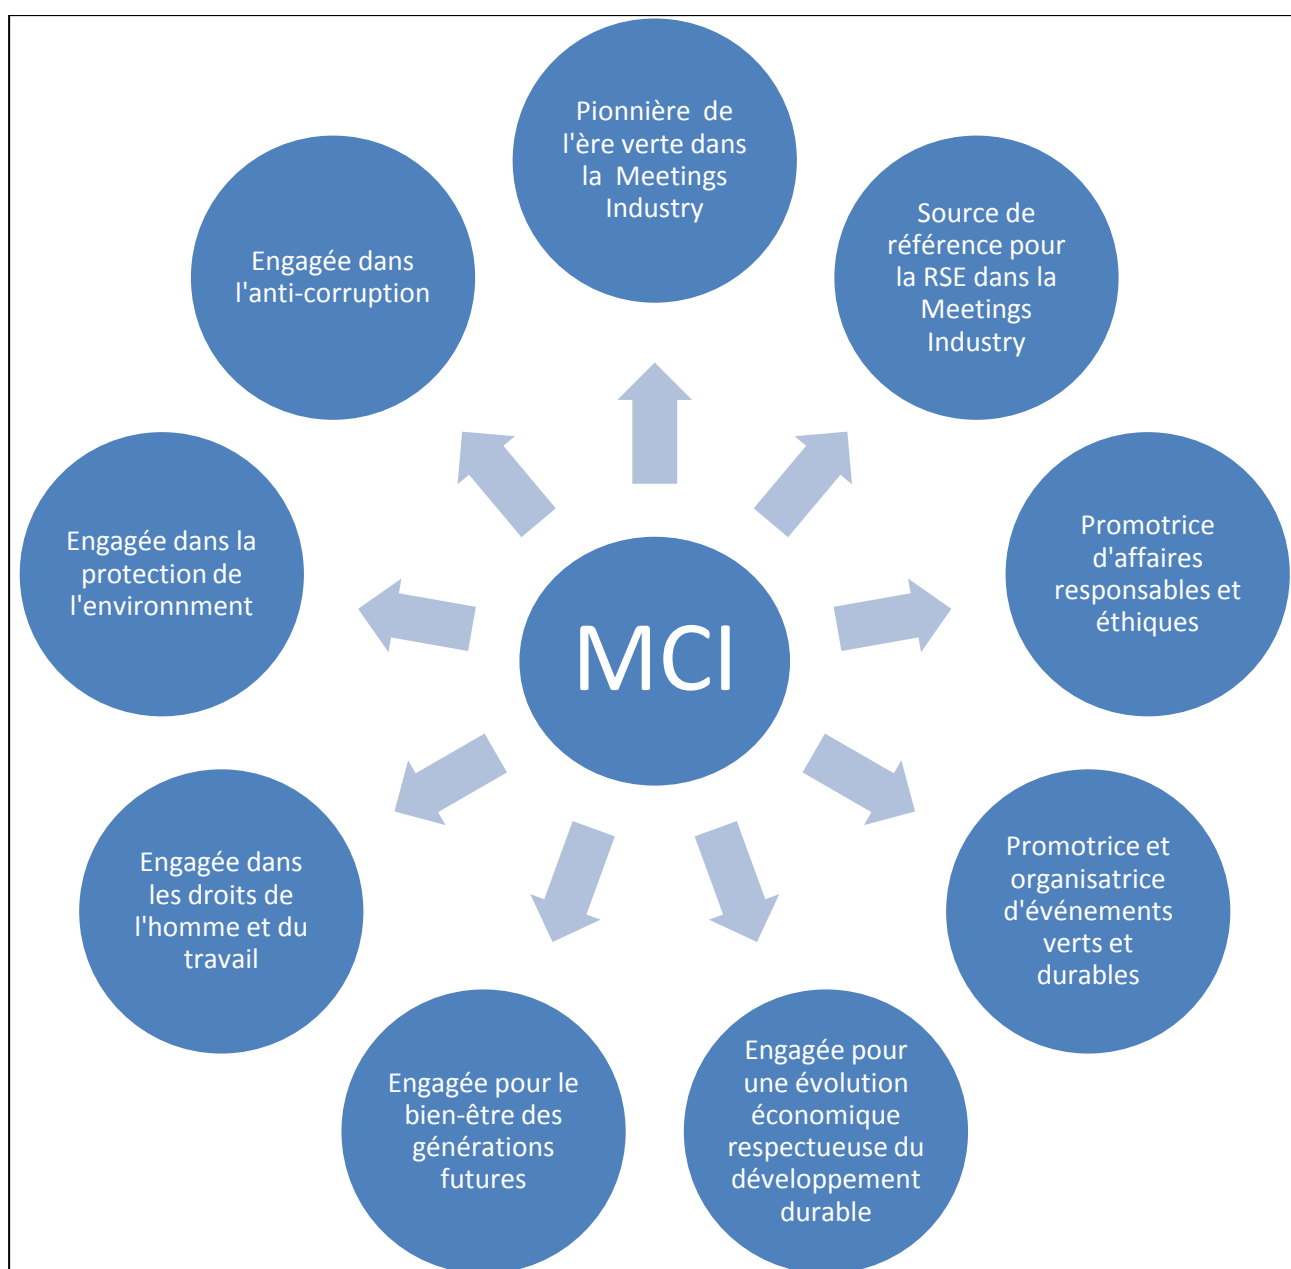 Pionnière de
l'ère verte dans
la Meetings
Industry
Source de
référence pour
la RSE dans la
Meetings
Industry
Promotrice
d'affaires
responsables et
éthiques
Promotrice et
organisatrice
d'événements
verts et
durables
Engagée pour
une évolution
économique
respectueuse du
développement
durable
Engagée pour le
bien-être des
générations
futures
Engagée dans
les droits de
l'homme et du
travail
Engagée dans la
protection de
l'environnment
Engagée dans
l'anti-corruption
MCI